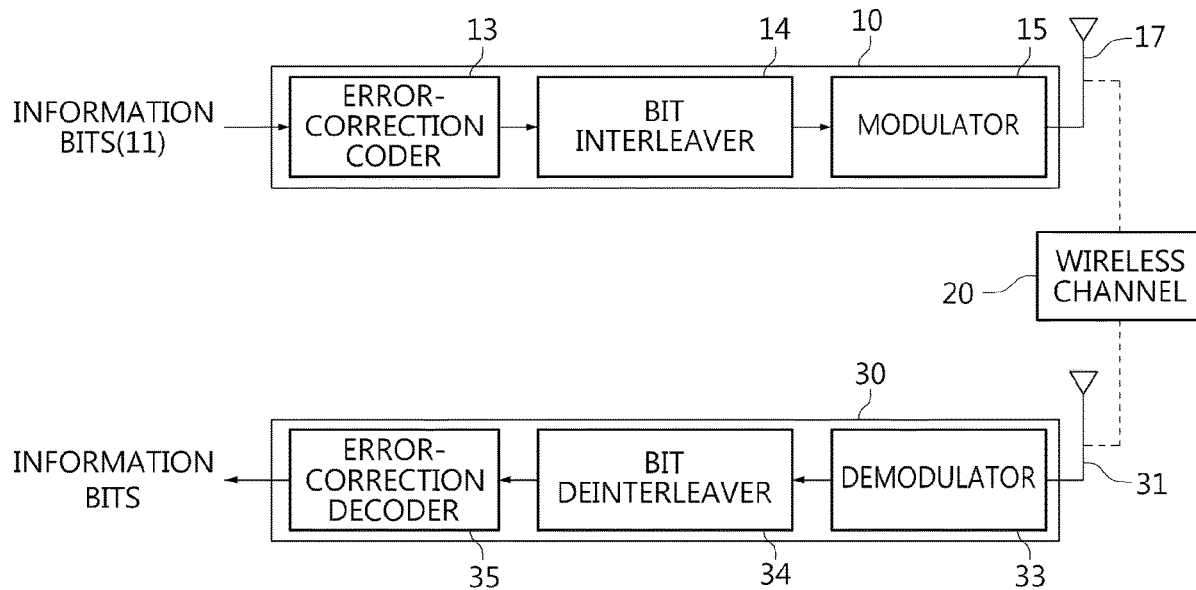 13
14
10
15
17
INFORMATION
BITS(11)
ERROR-
CORRECTION
CODER
BIT
INTERLEAVER
MODULATOR
20
WIRELESS
CHANNEL
30
INFORMATION
BITS
ERROR-
CORRECTION
DECODER
BIT
DEINTERLEAVER
DEMODULATOR
31
35
34
33